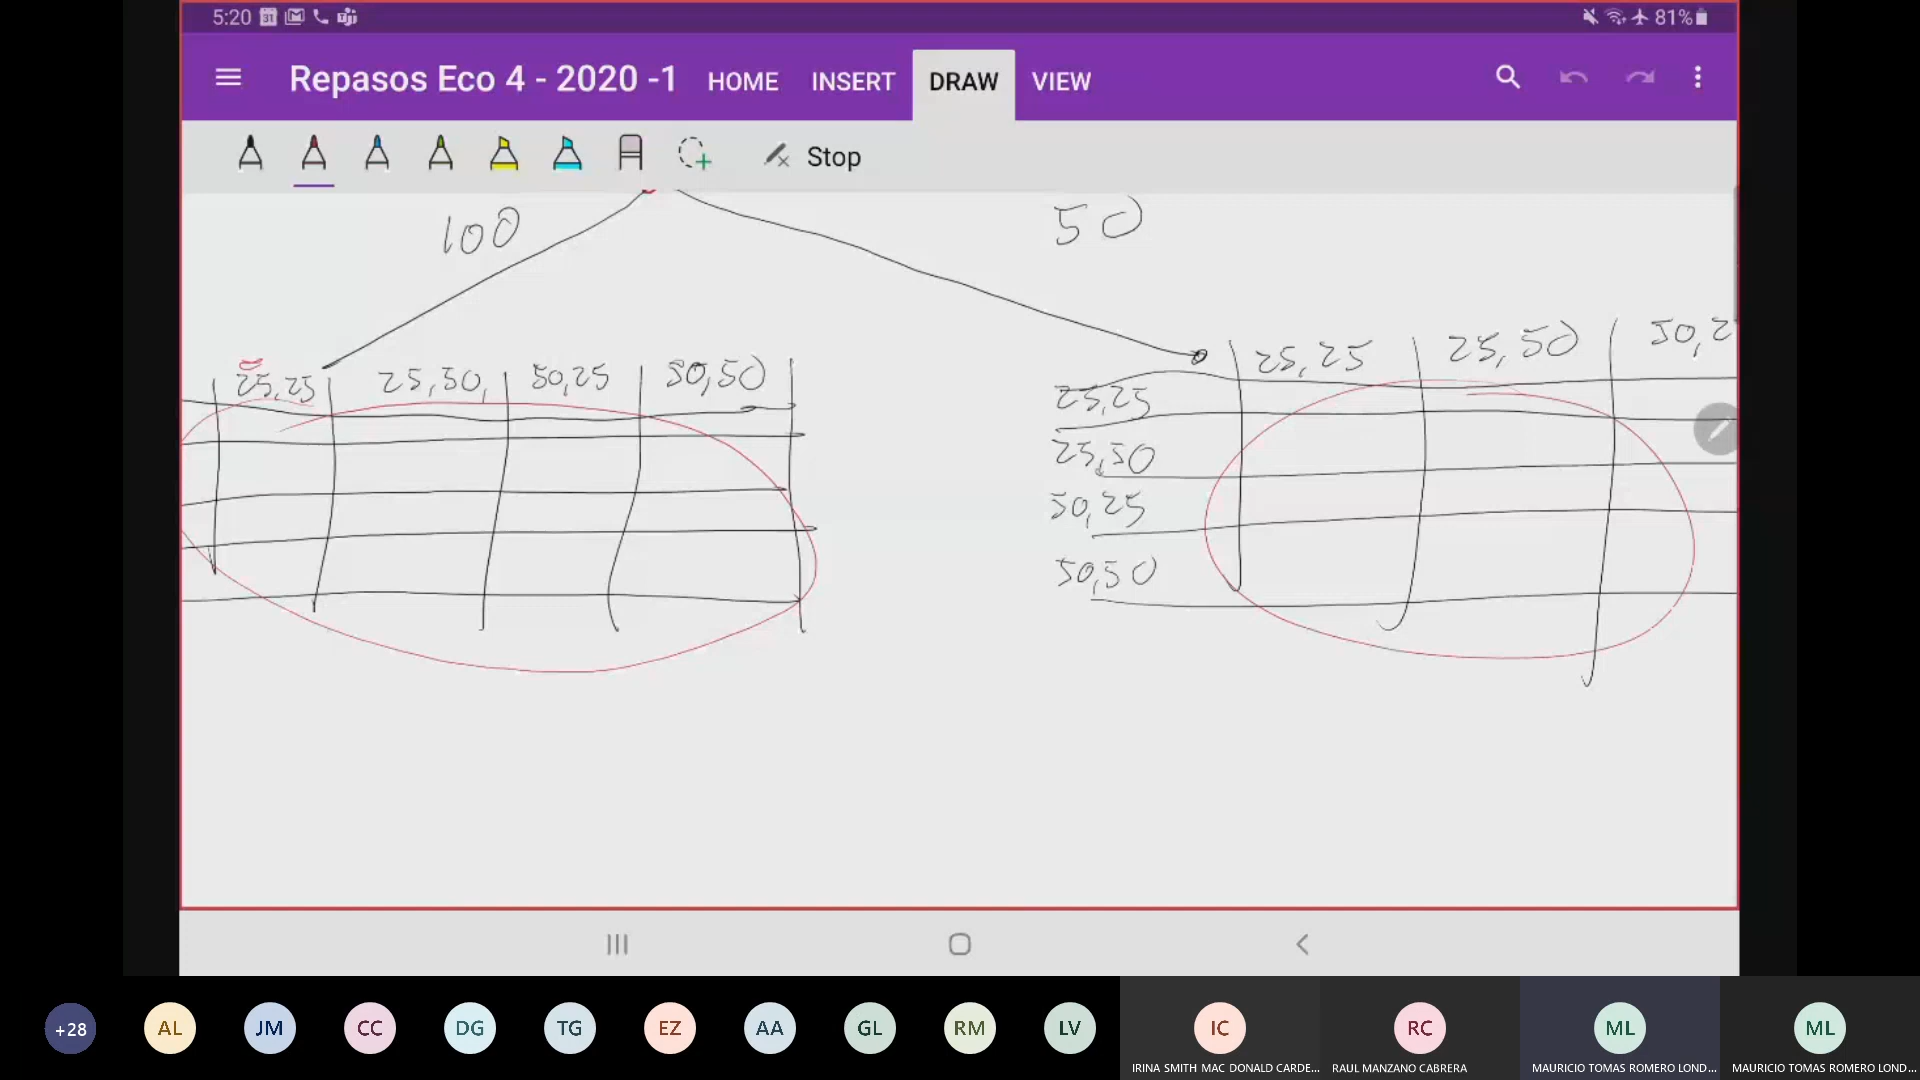 5:20 31 81%
Repasos Eco 4 - 2020 -1 HOME INSERT DRAW VIEW
Stop
100 50
25,25 25,50, 50,25 50,50
25,25 25,50 50,2
25,25
25,50
50,25
50,50
+28 AL JM CC DG TG EZ AA GL RM LV IC RC ML ML
IRINA SMITH MAC DONALD CARDE... RAUL MANZANO CABRERA MAURICIO TOMAS ROMERO LOND... MAURICIO TOMAS ROMERO LOND...